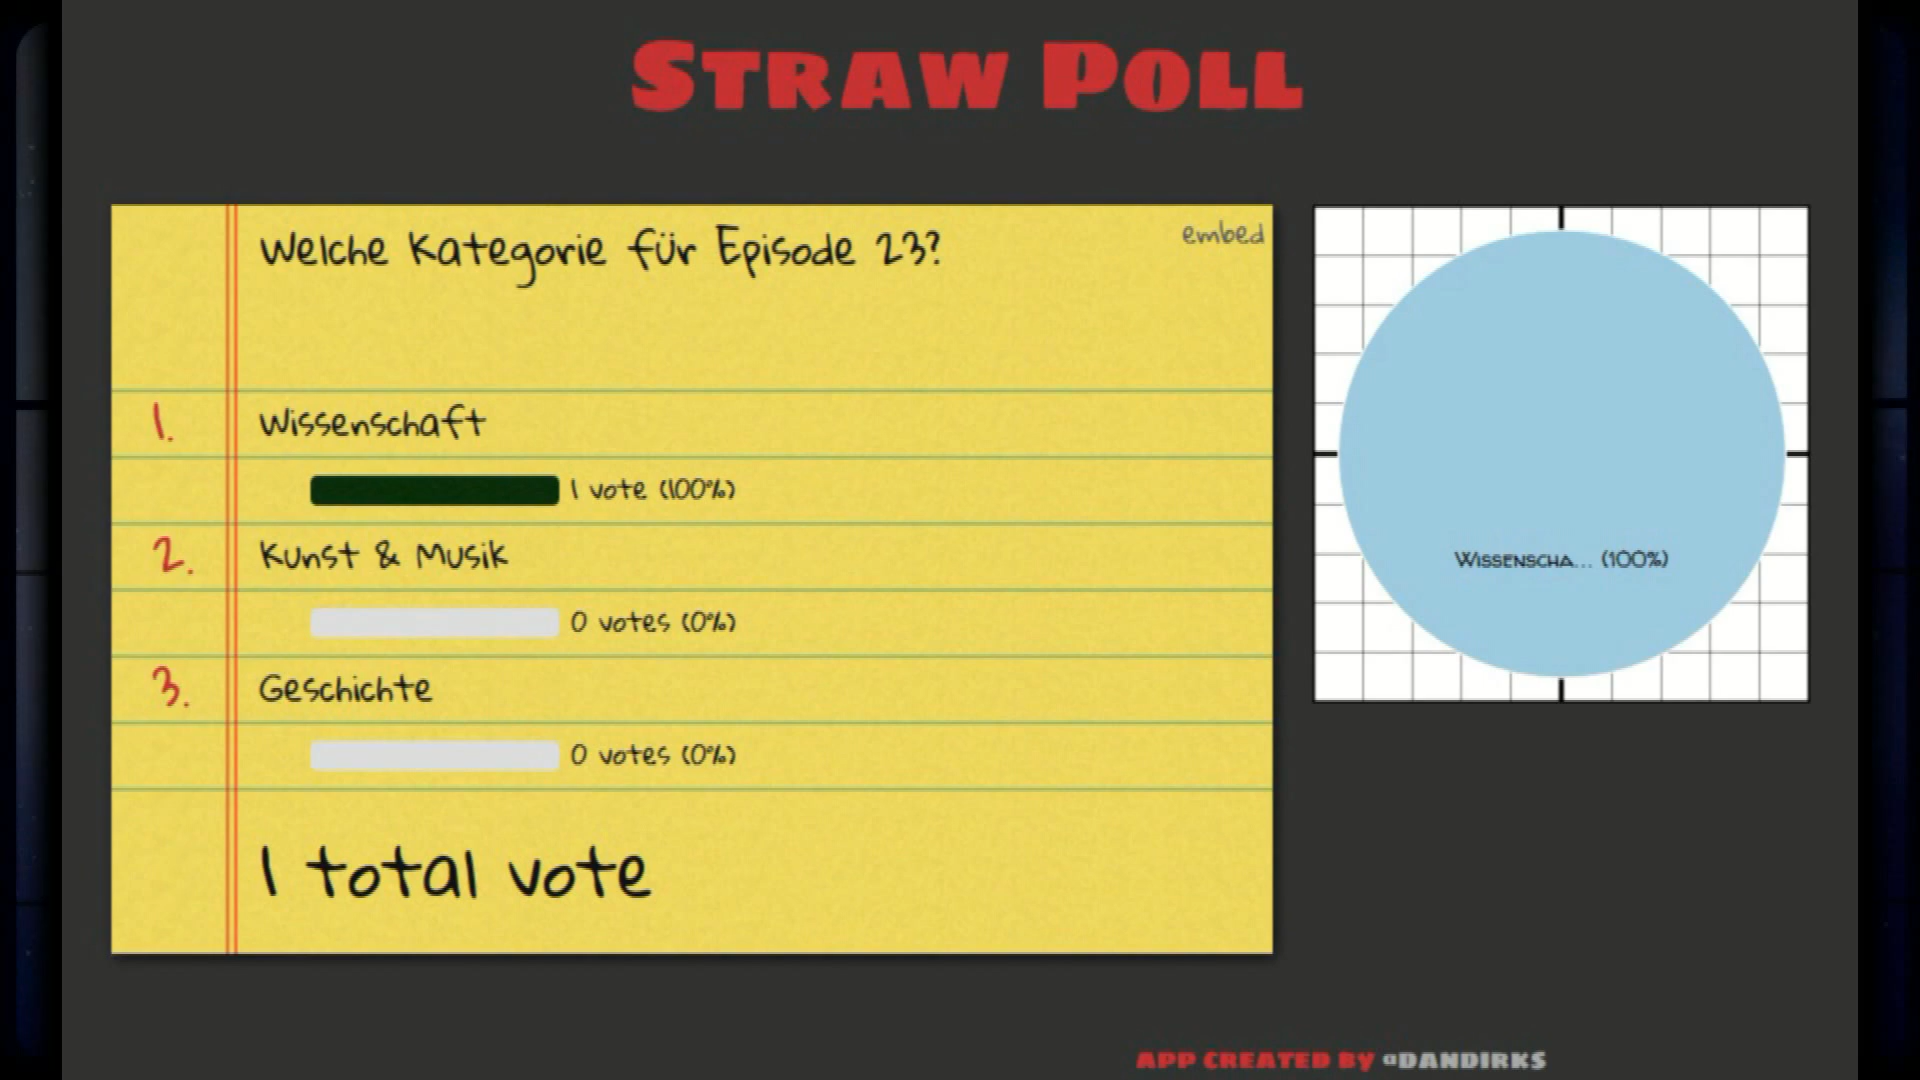 STRAW POLL
Welche Kategorie für Episode 23?
embed
1. Wissenschaft
1 vote (100%)
2. Kunst & Musik
0 votes (0%)
3. Geschichte
0 votes (0%)
1 total vote
WISSENSCHA... (100%)
APP CREATED BY @DANDIRKS